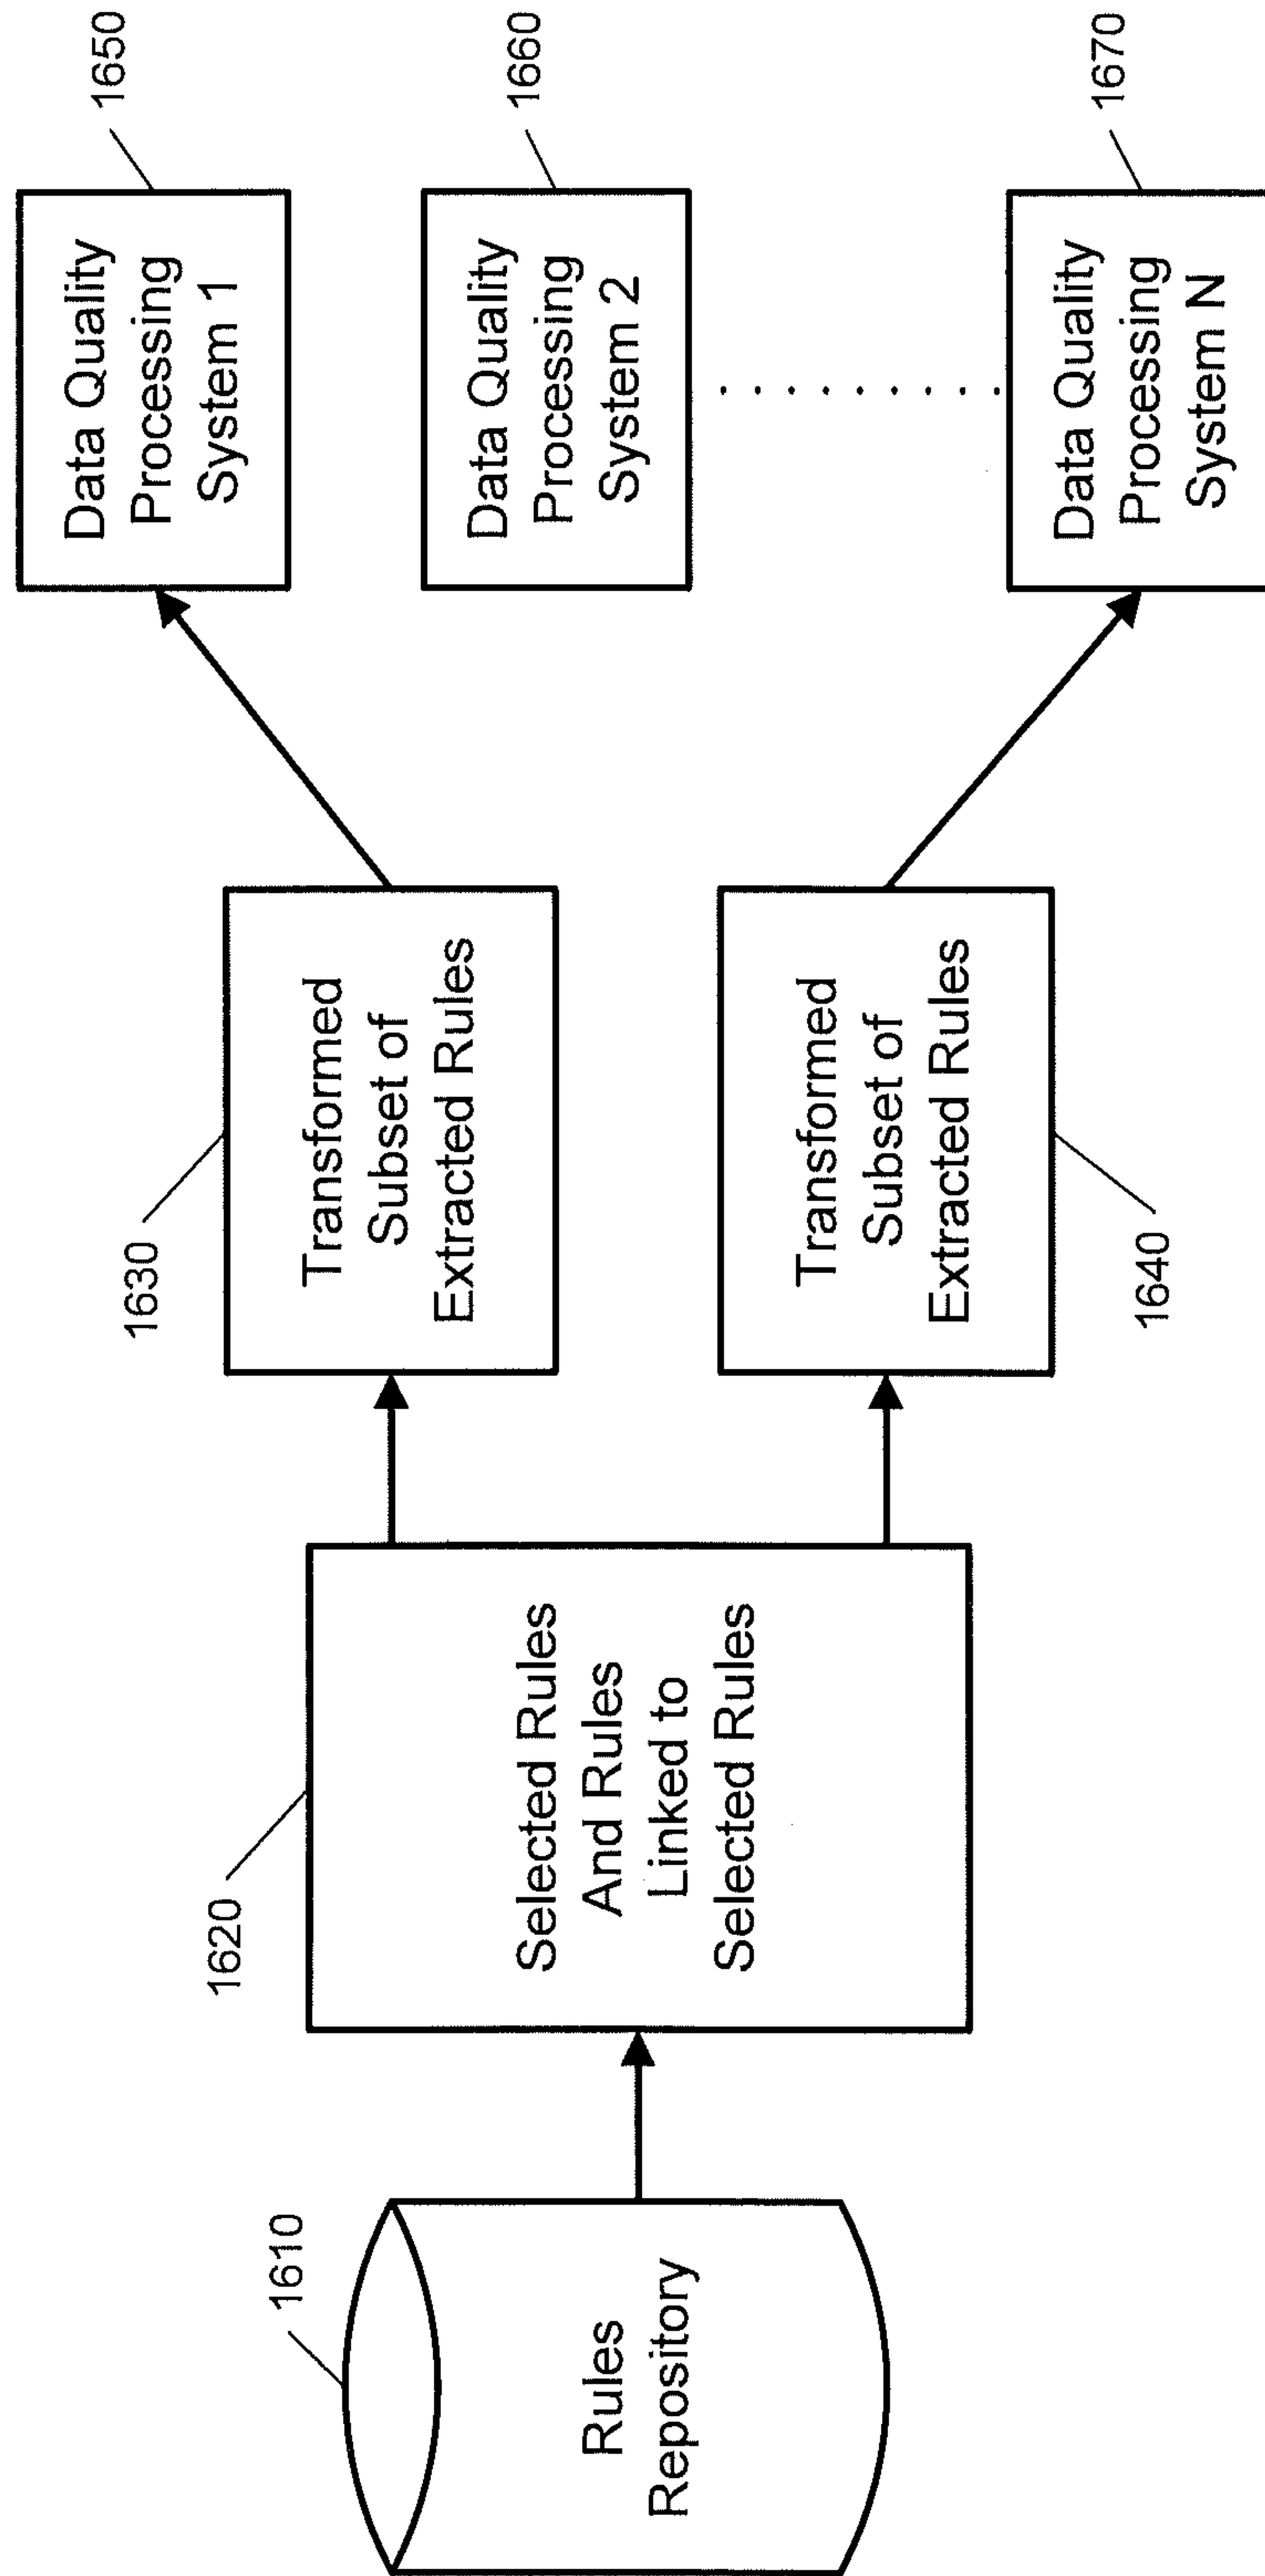 1610
Rules
Repository
1620
Selected Rules
And Rules
Linked to
Selected Rules
1630
Transformed
Subset of
Extracted Rules
Transformed
Subset of
Extracted Rules
1640
Data Quality
Processing
System 1
1650
Data Quality
Processing
System 2
1660
Data Quality
Processing
System N
1670